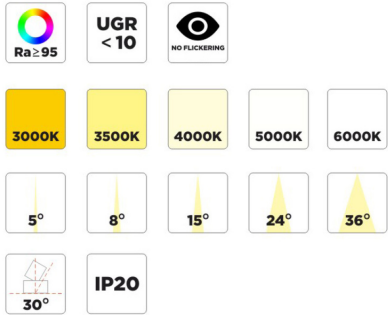 Ra≥95
UGR
<10
NO FLICKERING
3000K
3500K
4000K
5000K
6000K
5°
8°
15°
24°
36°
30°
IP20